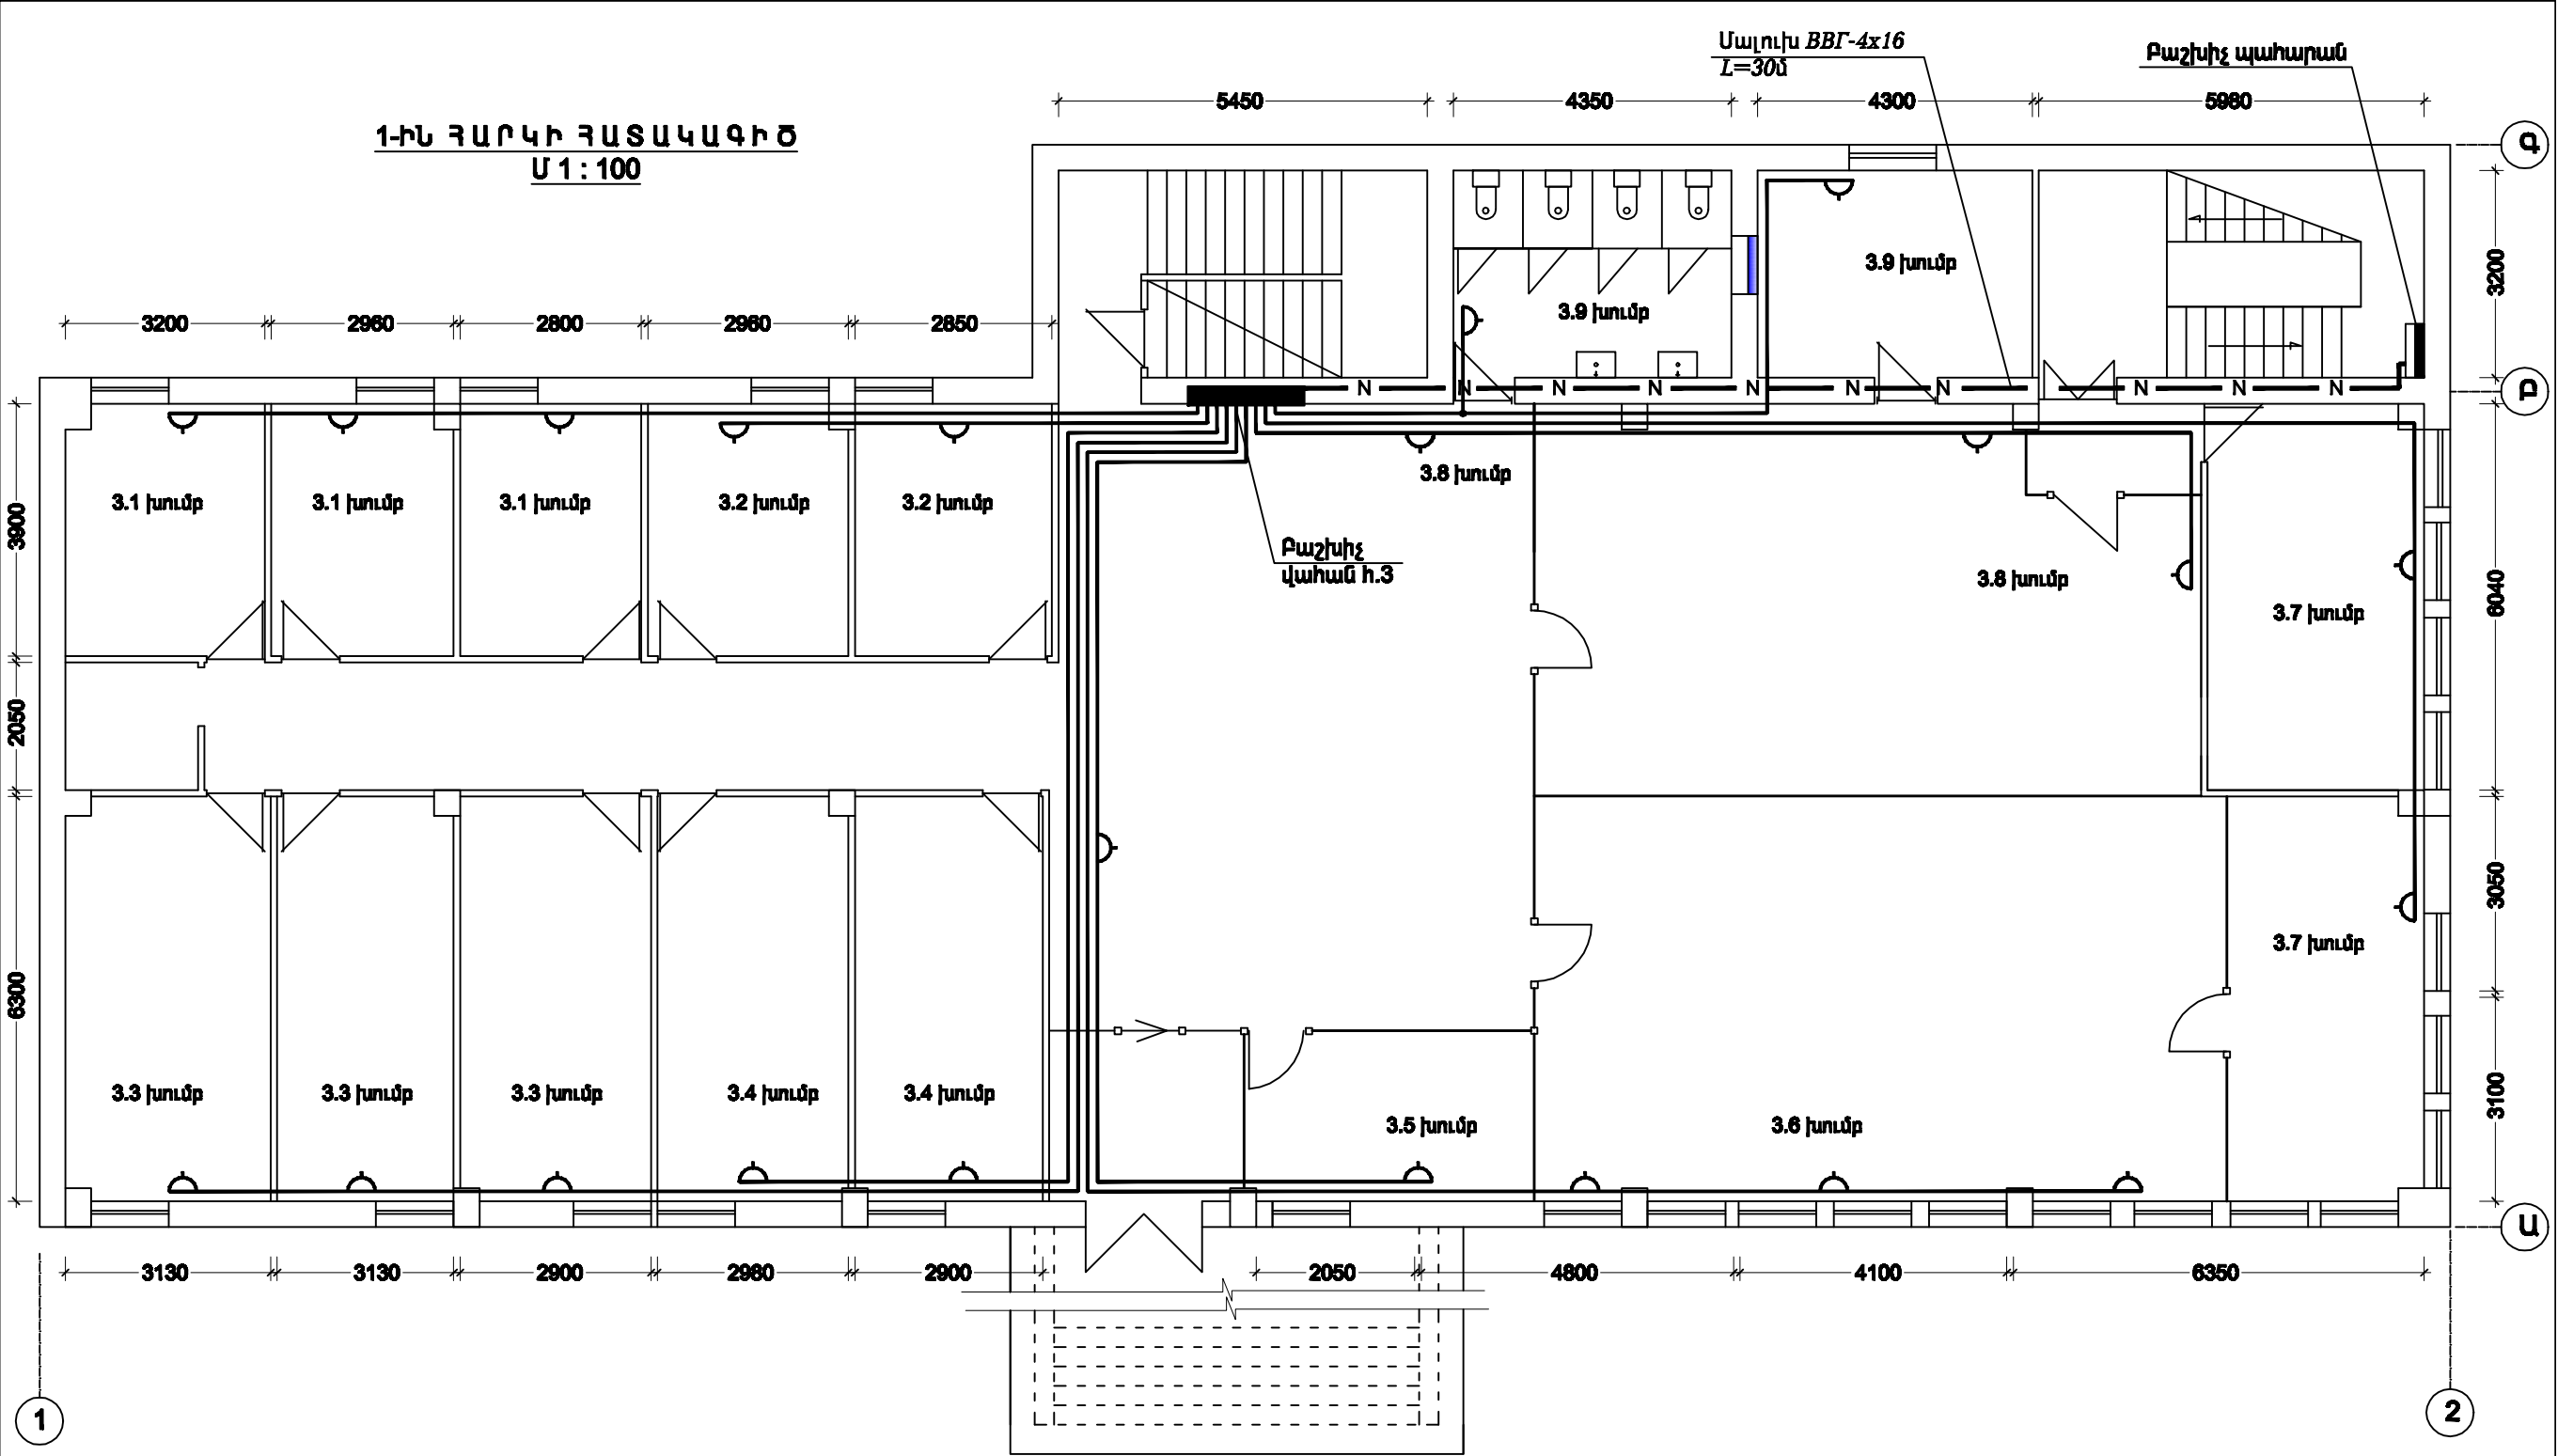 Մալուխ ВВГ-4x16
L=30մ
Բաշխիչ պահարան
5450
4350
4300
5980
1-ԻՆ ՀԱՐԿԻ ՀԱՏԱԿԱԳԻԾ
Մ 1 : 100
Գ
3200
3.9 խումբ
3.9 խումբ
3200
2960
2800
2960
2850
N N N N N N N N N N
Բ
3.8 խումբ
3.1 խումբ
3.1 խումբ
3.1 խումբ
3.2 խումբ
3.2 խումբ
3900
Բաշխիչ
վահան հ.3
3.8 խումբ
3.7 խումբ
6040
2050
3050
3.7 խումբ
6300
3.3 խումբ
3.3 խումբ
3.3 խումբ
3.4 խումբ
3.4 խումբ
3.5 խումբ
3.6 խումբ
3100
Ա
3130
3130
2900
2980
2900
2050
4800
4100
6350
1
2